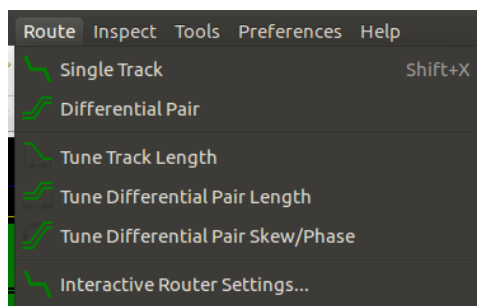 Route Inspect Tools Preferences Help
Single Track Shift+X
Differential Pair
Tune Track Length
Tune Differential Pair Length
Tune Differential Pair Skew/Phase
Interactive Router Settings...